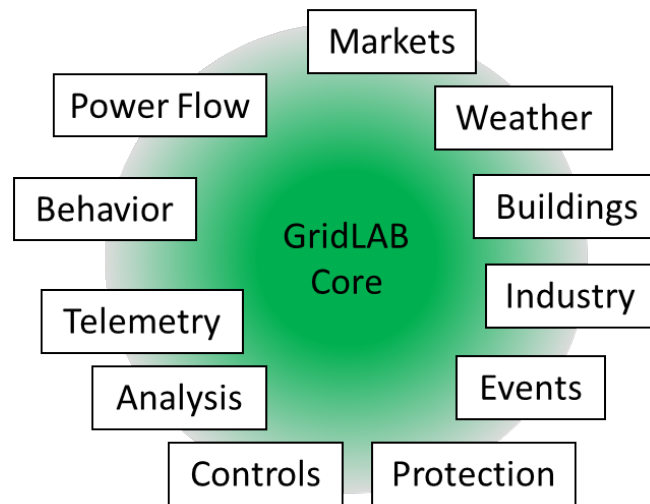 Markets
Power Flow
Weather
Behavior
Buildings
GridLAB
Core
Industry
Telemetry
Analysis
Events
Controls
Protection